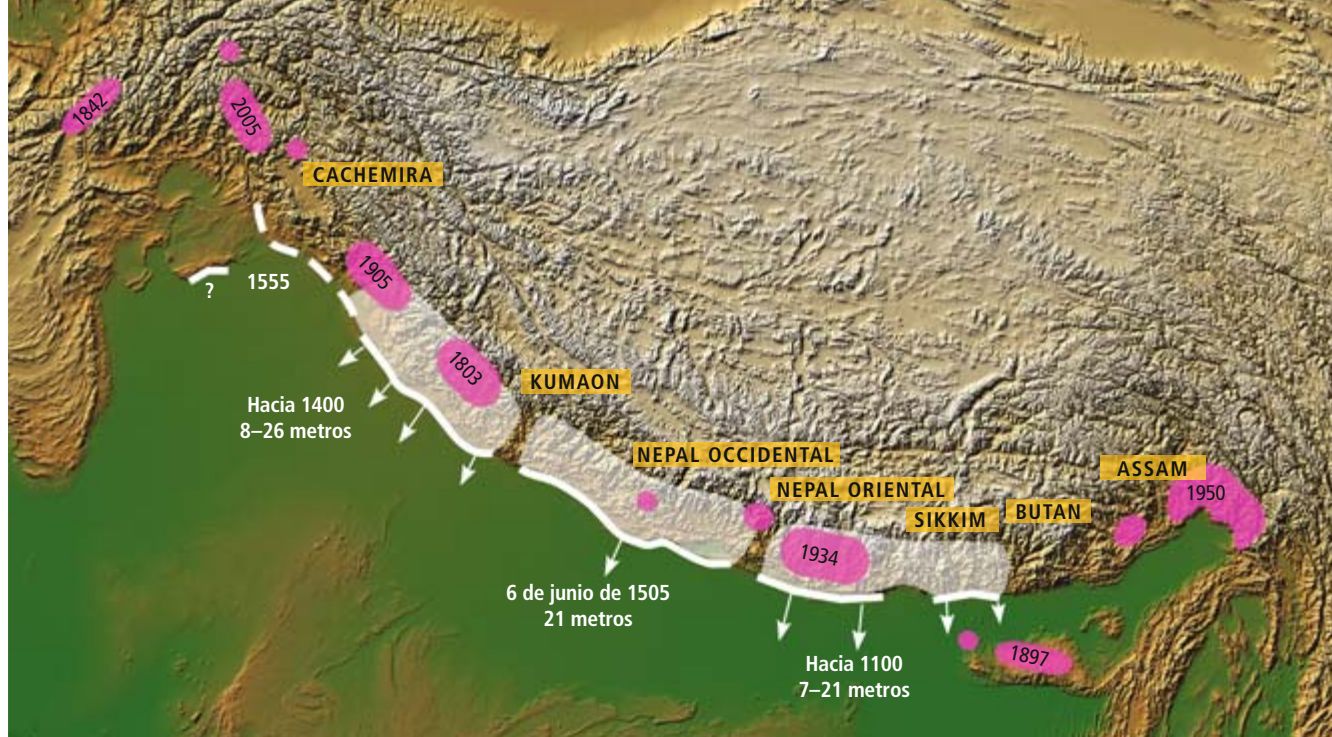 1842
2005
CACHEMIRA
1905
?
1555
1803
KUMAON
Hacia 1400
8–26 metros
NEPAL OCCIDENTAL
NEPAL ORIENTAL
ASSAM
1950
SIKKIM
BUTAN
1934
6 de junio de 1505
21 metros
Hacia 1100
7–21 metros
1897